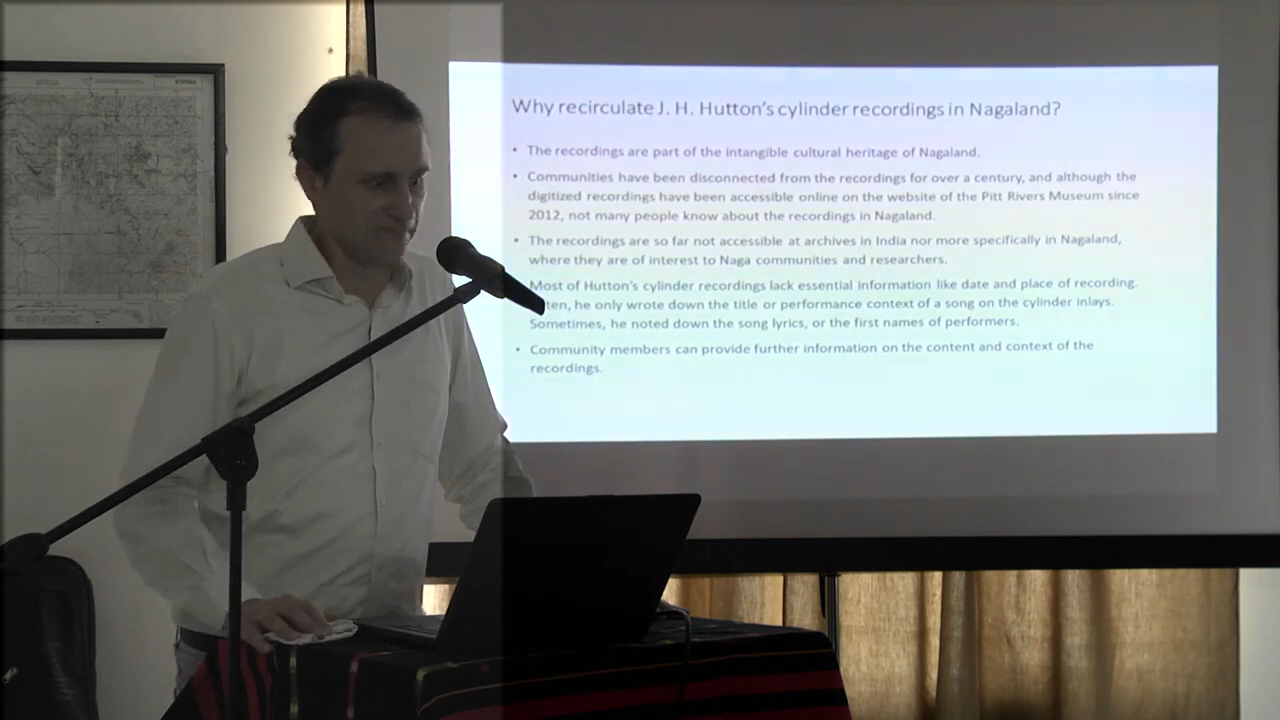 Why recirculate J. H. Hutton's cylinder recordings in Nagaland?
• The recordings are part of the intangible cultural heritage of Nagaland.
• Communities have been disconnected from the recordings for over a century, and although the
digitized recordings have been accessible online on the website of the Pitt Rivers Museum since
2012, not many people know about the recordings in Nagaland.
• The recordings are so far not accessible at archives in India nor more specifically in Nagaland,
where they are of interest to Naga communities and researchers.
Most of Hutton's cylinder recordings lack essential information like date and place of recording.
ten, he only wrote down the title or performance context of a song on the cylinder inlays.
Sometimes, he noted down the song lyrics, or the first names of performers.
• Community members can provide further information on the content and context of the
recordings.